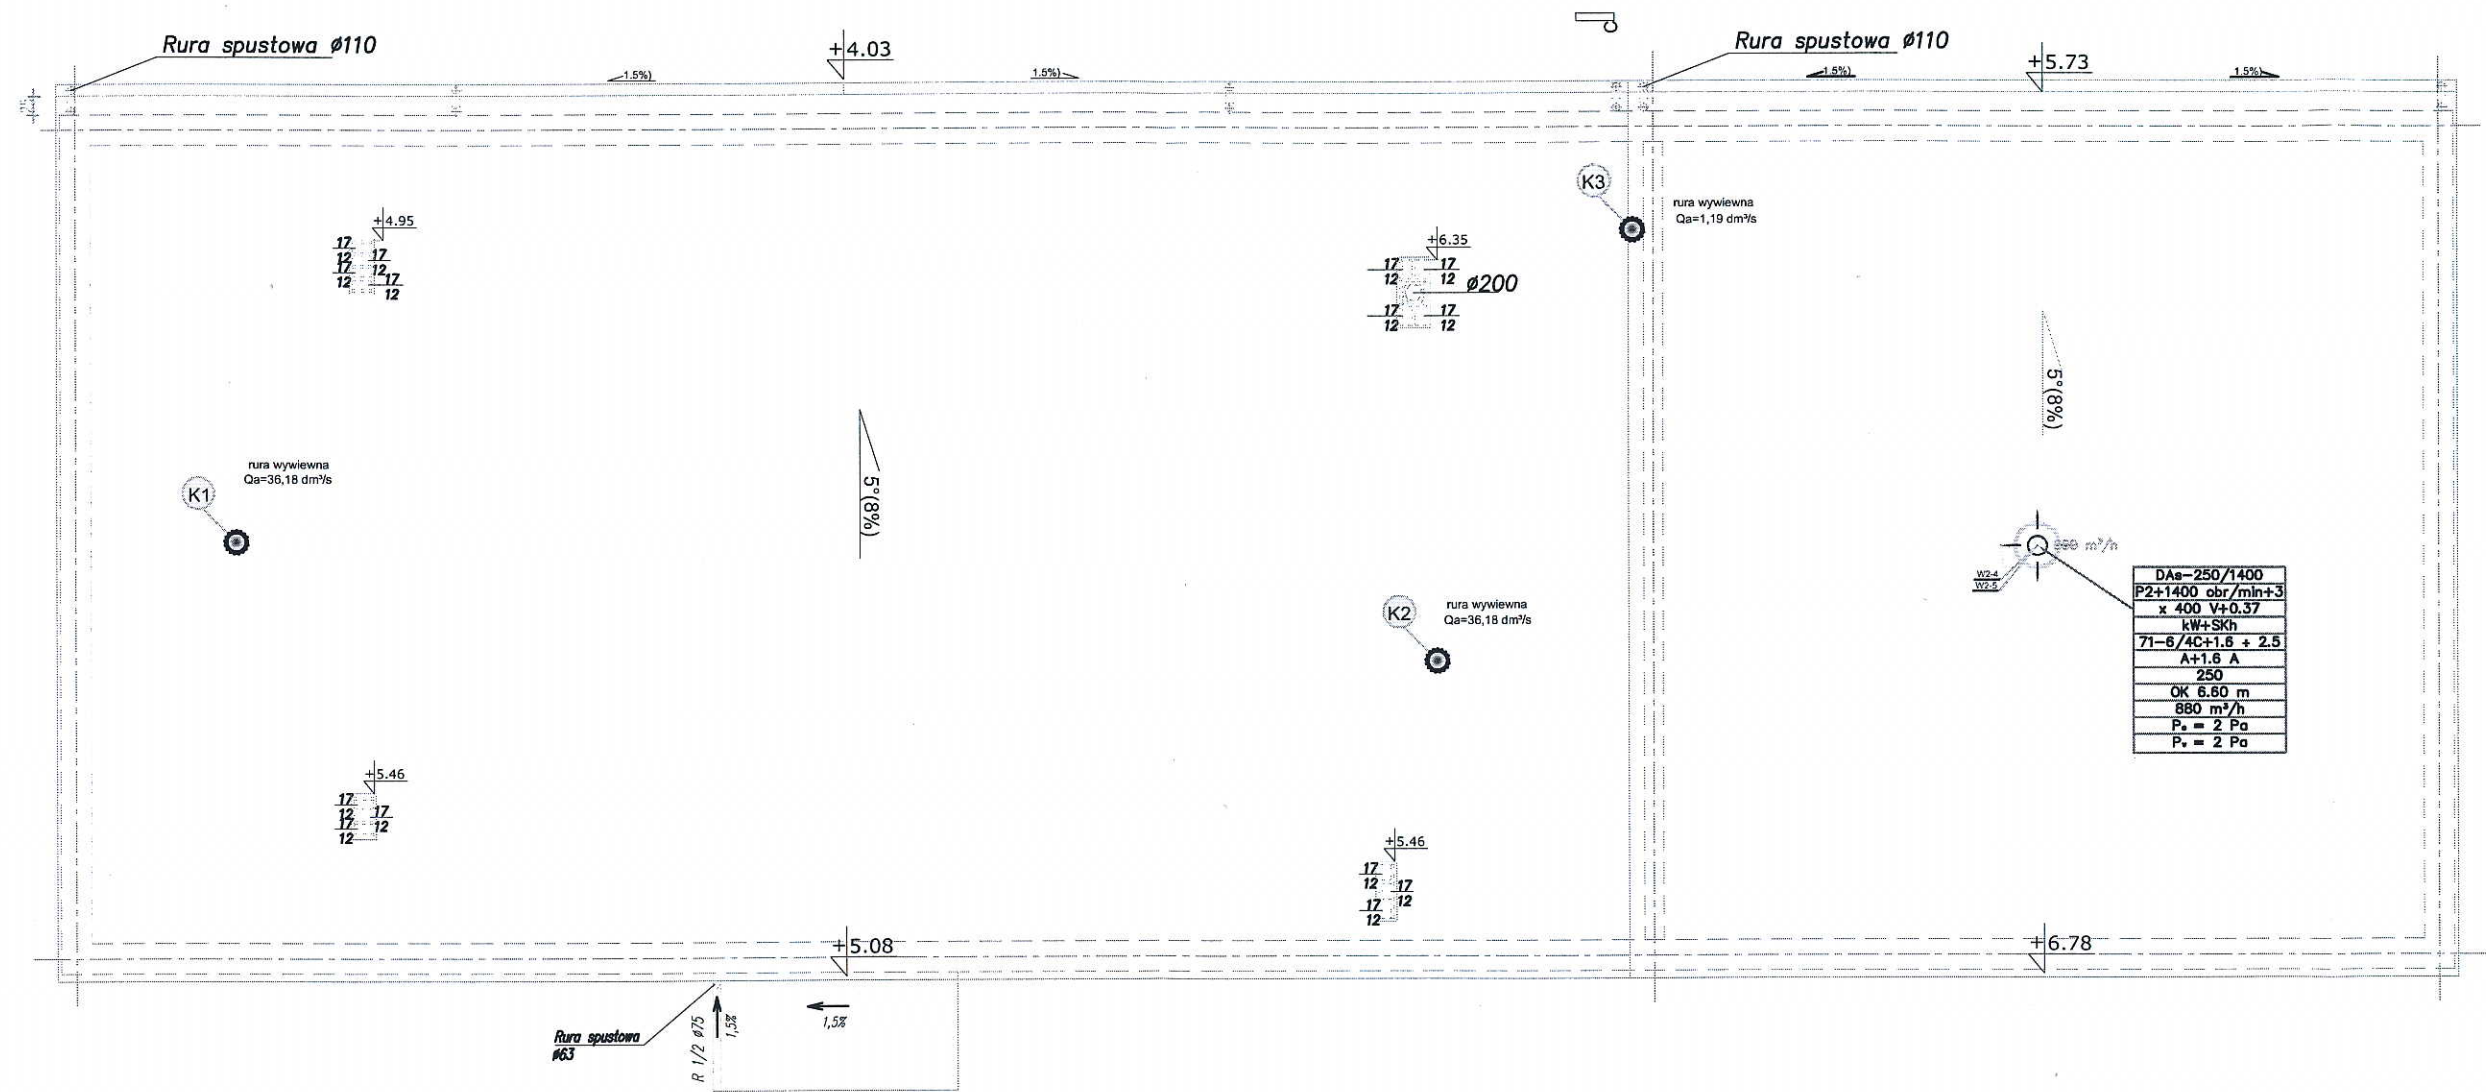 Rura spustowa ø110
+4.03
1.5%)
1.5%)
Rura spustowa ø110
1.5%)
+5.73
1.5%)
K3
rura wywiewna
Qa=1,19 dm³/s
+4.95
17
12
17
12
17
12
17
12
+6.35
17
12
17
12
ø200
17
12
17
12
5°(8%)
5°(8%)
K1
rura wywiewna
Qa=36,18 dm³/s
K2
rura wywiewna
Qa=36,18 dm³/s
W2-4
W2-5
DAs-250/1400
P2+1400 obr/min+3
x 400 V+0.37
kW+SKh
71-6/4C+1.6 ÷ 2.5
A+1.6 A
250
OK 6.60 m
880 m³/h
+5.46
17
12
17
12
17
12
+5.46
17
12
17
12
17
12
+5.08
+6.78
Rura spustowa
ø63
R 1/2 ø75
1,5%
1,5%